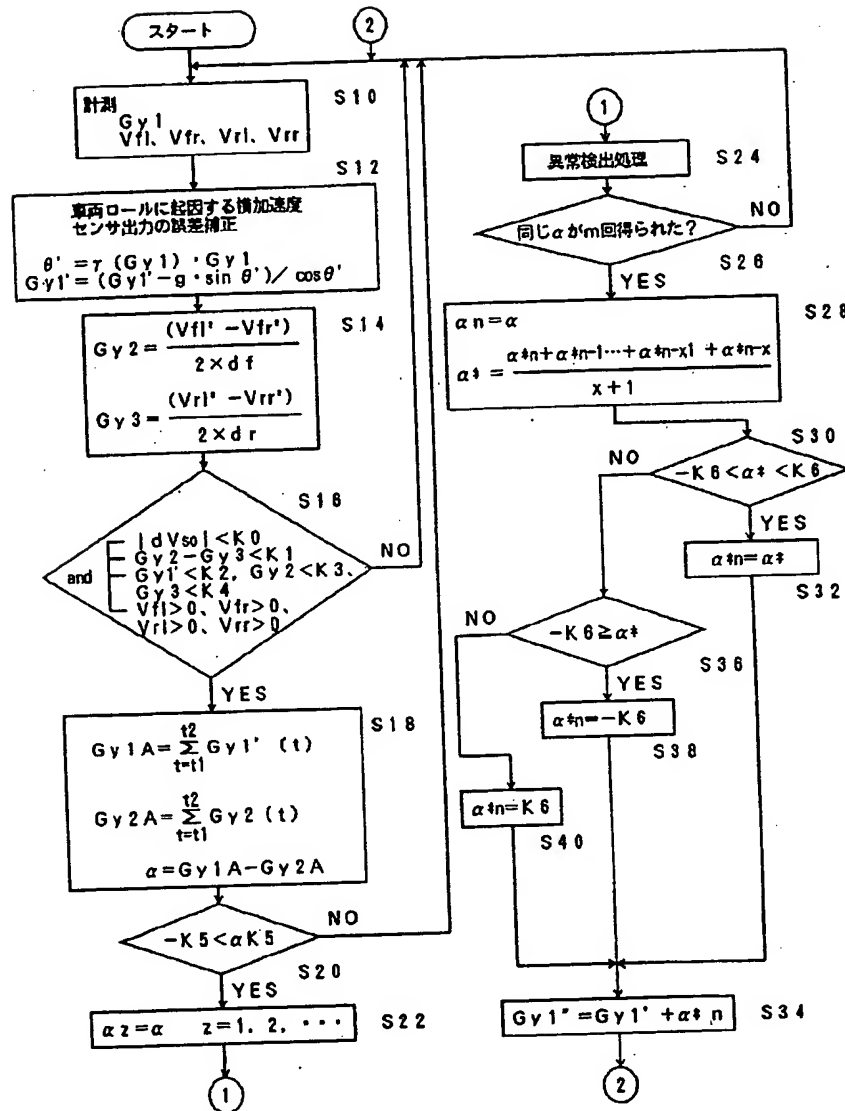 スタート
計測
Gy1
Vfl、Vfr、Vrl、Vrr
S10
S12
車両ロールに起因する横加速度
センサ出力の誤差補正
θ'=γ(Gy1)・Gy1
Gy1'=(Gy1'-g・sinθ')/cosθ'
S14
Gy2=(Vfl'-Vfr')/2×df
Gy3=(Vrl'-Vrr')/2×dr
S16
and
|dVso|<K0
Gy2-Gy3<K1
Gy1'<K2, Gy2<K3、
Gy3<K4
Vfl>0、Vfr>0、
Vrl>0、Vrr>0
NO
YES
S18
Gy1A=t2Σt=t1 Gy1'(t)
Gy2A=t2Σt=t1 Gy2(t)
α=Gy1A-Gy2A
-K5<αK5
NO
S20
YES
αz=α z=1, 2, ・・・
S22
1
2
1
異常検出処理
S24
同じαがm回得られた?
NO
S26
YES
S28
αn=α
α*=α*n+α*n-1…+α*n-x1+α*n-x/x+1
S30
-K6<α*<K6
NO
YES
α*n=α*
S32
-K6≧α*
NO
S36
YES
α*n=-K6
S38
α*n=K6
S40
Gy1"=Gy1'+α*n
S34
2